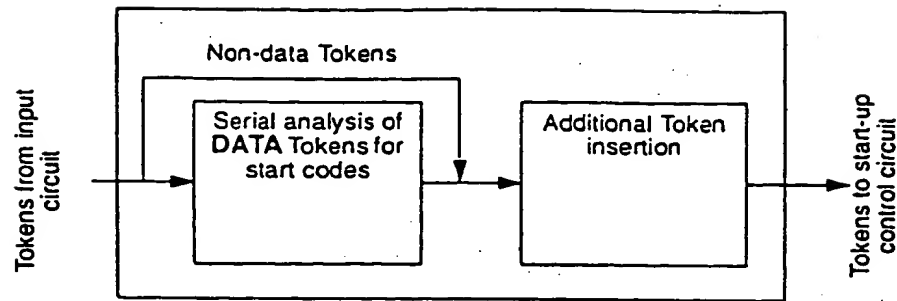 Non-data Tokens
Tokens from input
circuit
Serial analysis of
DATA Tokens for
start codes
Additional Token
insertion
Tokens to start-up
control circuit